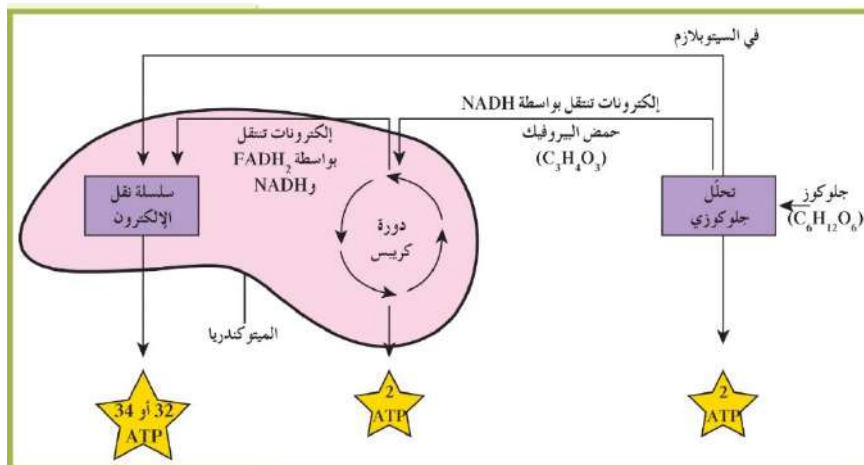 في السيتوبلازم
إلكترونات تنتقل بواسطة NADH
حمض البيروفيك
(C₃H₄O₃)
جلوكوز
(C₆H₁₂O₆)
تحلّل
جلوكوزي
إلكترونات تنتقل
بواسطة FADH₂
وNADH
دورة
كريبس
سلسلة نقل
الإلكترون
الميتوكندريا
2
ATP
2
ATP
32 أو 34
ATP